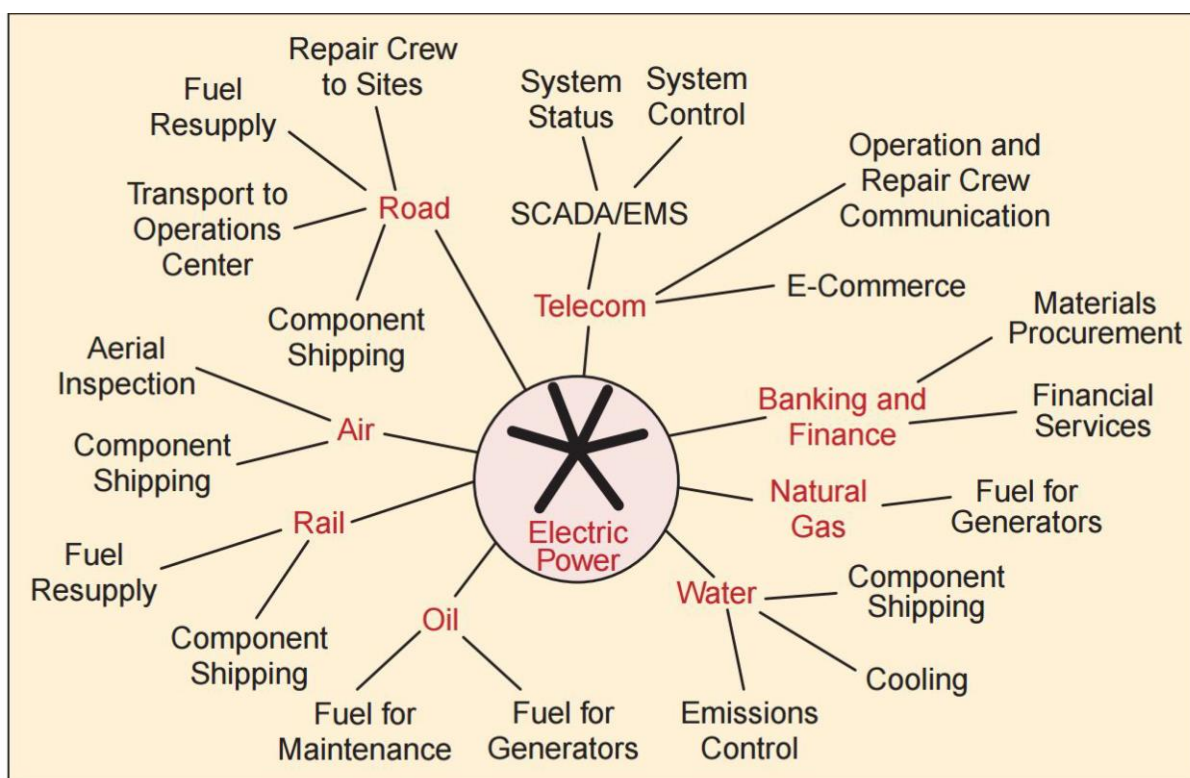 Repair Crew
to Sites
Fuel
Resupply
Transport to
Operations
Center
Road
Component
Shipping
System
Status
System
Control
SCADA/EMS
Operation and
Repair Crew
Communication
Telecom
E-Commerce
Materials
Procurement
Banking and
Finance
Financial
Services
Aerial
Inspection
Air
Component
Shipping
Natural
Gas
Fuel for
Generators
Rail
Fuel
Resupply
Component
Shipping
Electric
Power
Water
Component
Shipping
Cooling
Emissions
Control
Oil
Fuel for
Maintenance
Fuel for
Generators